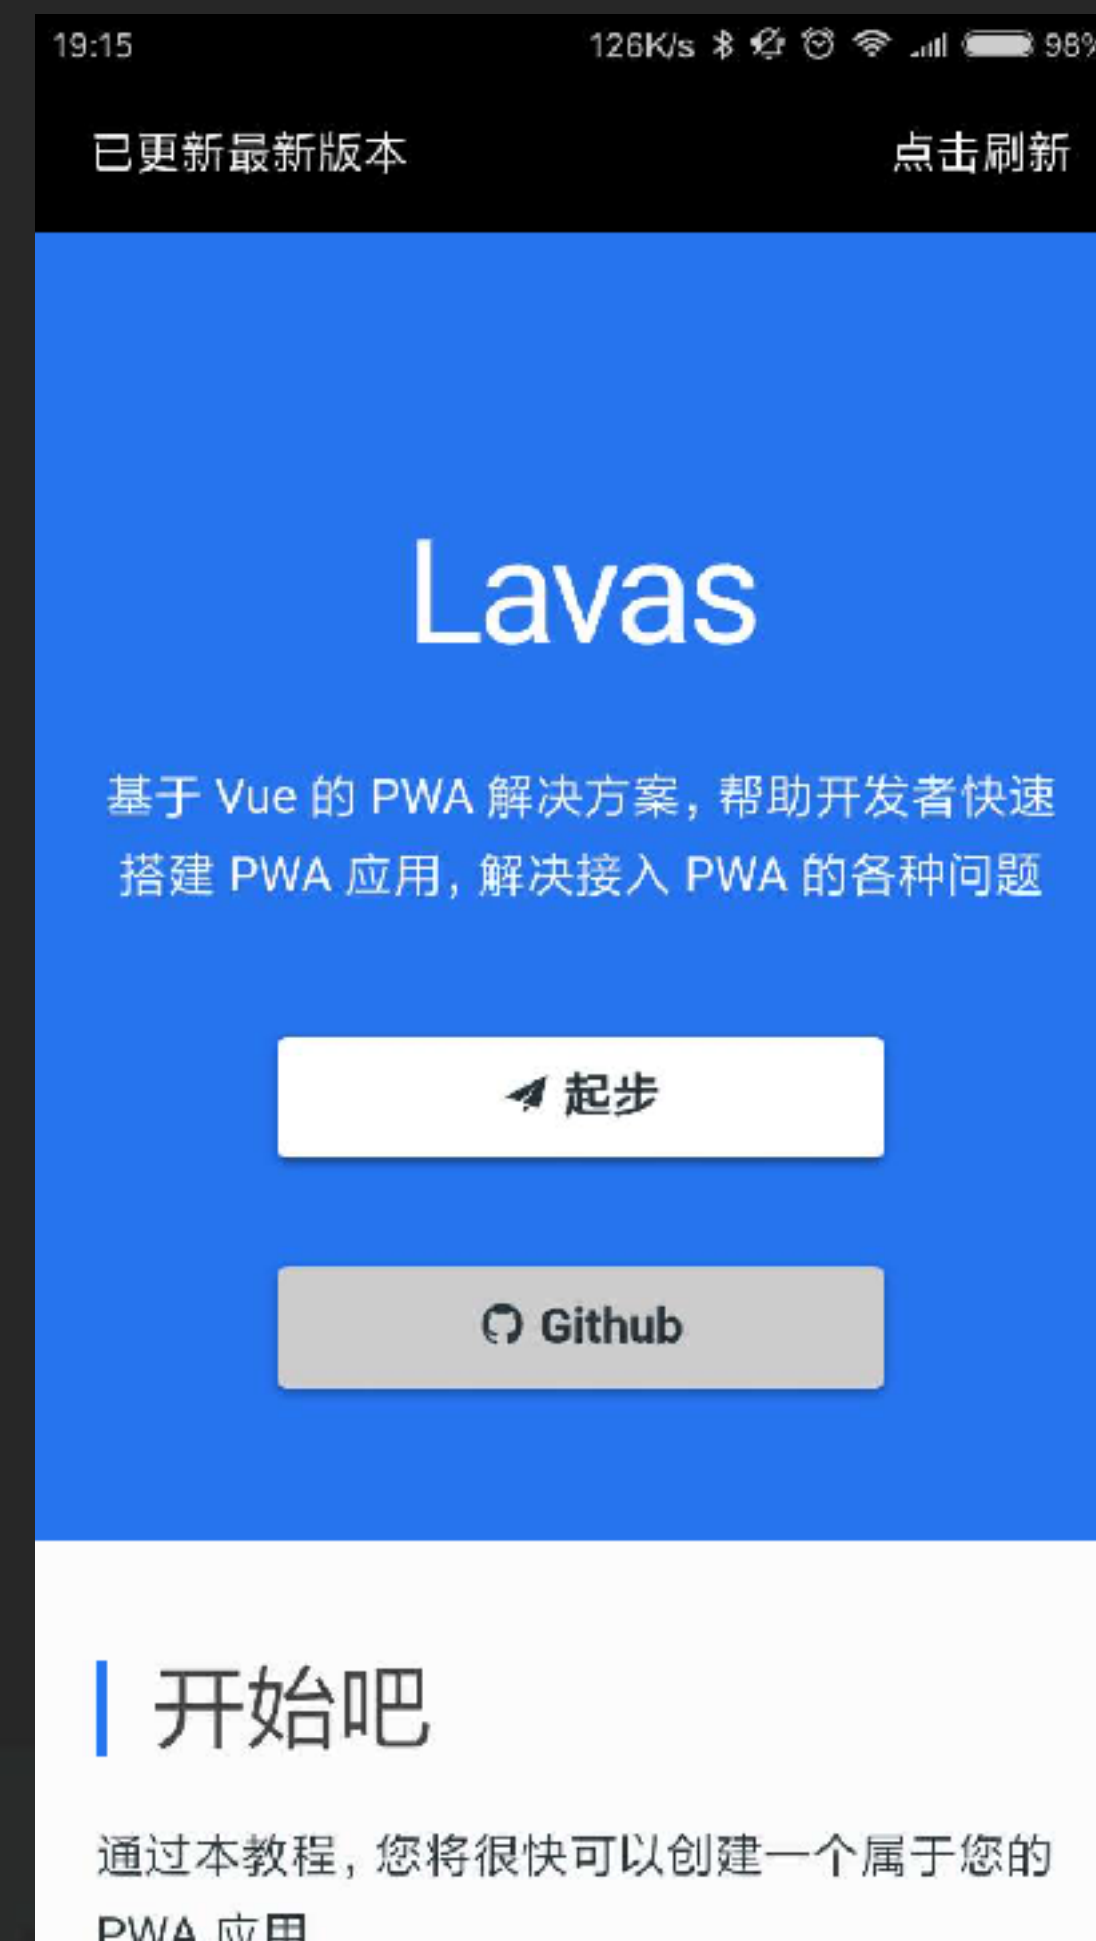 19:15 126K/s 98%
已更新最新版本 点击刷新
Lavas
基于 Vue 的 PWA 解决方案，帮助开发者快速
搭建 PWA 应用，解决接入 PWA 的各种问题
起步
Github
开始吧
通过本教程，您将很快可以创建一个属于您的
PWA 应用